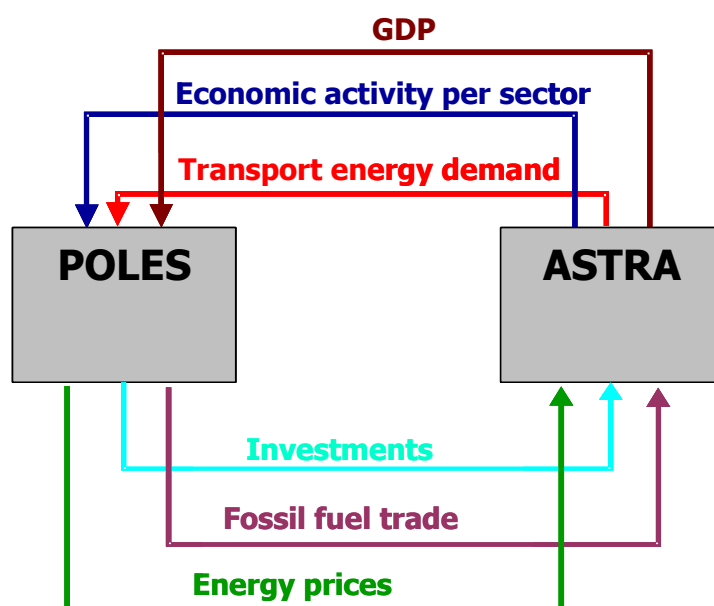 GDP
Economic activity per sector
Transport energy demand
POLES
ASTRA
Investments
Fossil fuel trade
Energy prices